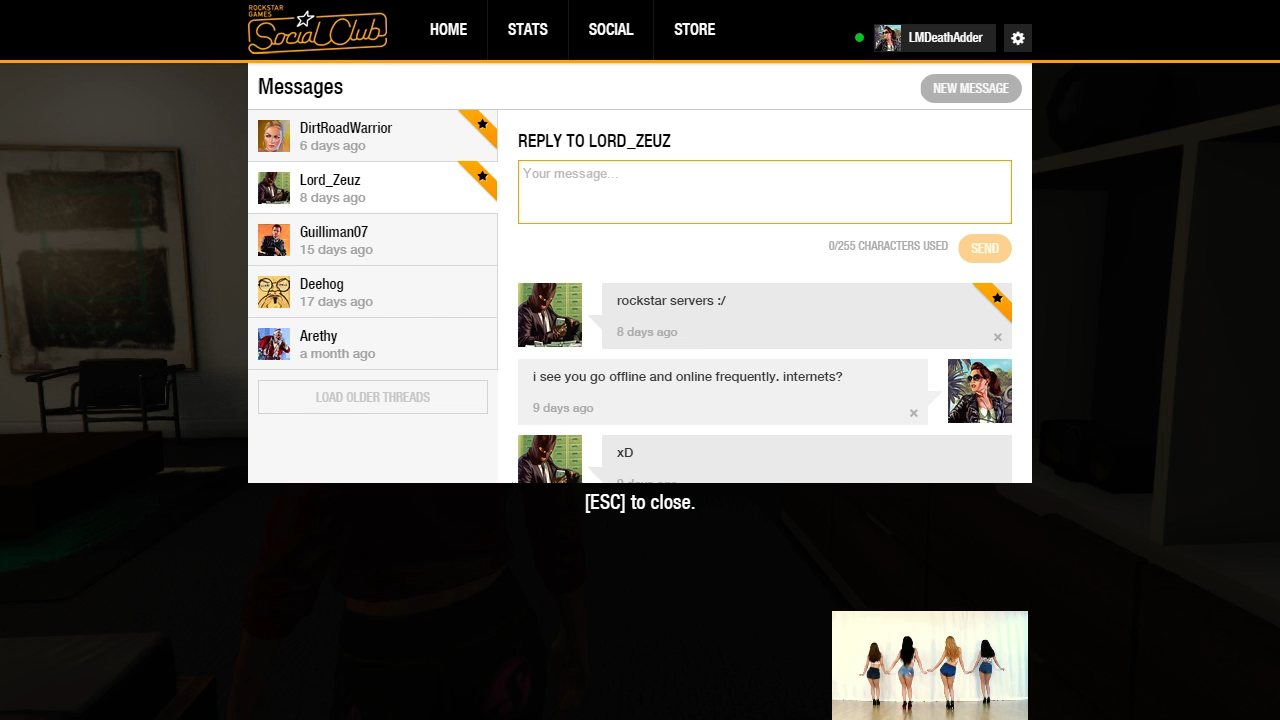 ROCKSTAR
GAMES
Social Club
HOME
STATS
SOCIAL
STORE
LMDeathAdder
Messages
NEW MESSAGE
DirtRoadWarrior
6 days ago
Lord_Zeuz
8 days ago
Guilliman07
15 days ago
Deehog
17 days ago
Arethy
a month ago
LOAD OLDER THREADS
REPLY TO LORD_ZEUZ
Your message...
0/255 CHARACTERS USED
SEND
rockstar servers :/
8 days ago
×
i see you go offline and online frequently. internets?
9 days ago
×
xD
9 days ago
[ESC] to close.